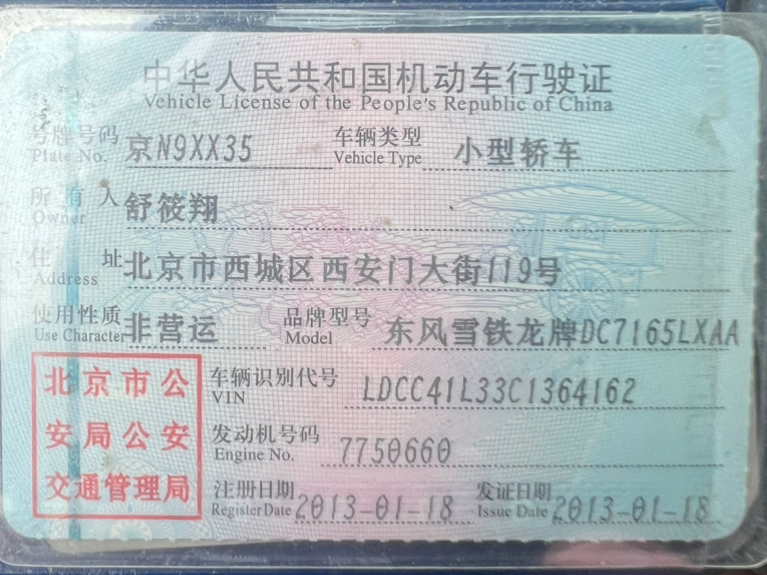 中华人民共和国机动车行驶证
Vehicle License of the People's Republic of China
号牌号码 京N9XX35 车辆类型 小型轿车
Plate No. Vehicle Type
所有人 舒筱翔
Owner
住址 北京市西城区西安门大街119号
Address
使用性质 非营运 品牌型号 东风雪铁龙牌DC7165LXAA
Use Character Model
北京市公
安局公安
交通管理局
车辆识别代号 LDCC41L33C1364162
VIN
发动机号码 7750660
Engine No.
注册日期 2013-01-18 发证日期 2013-01-18
Register Date Issue Date